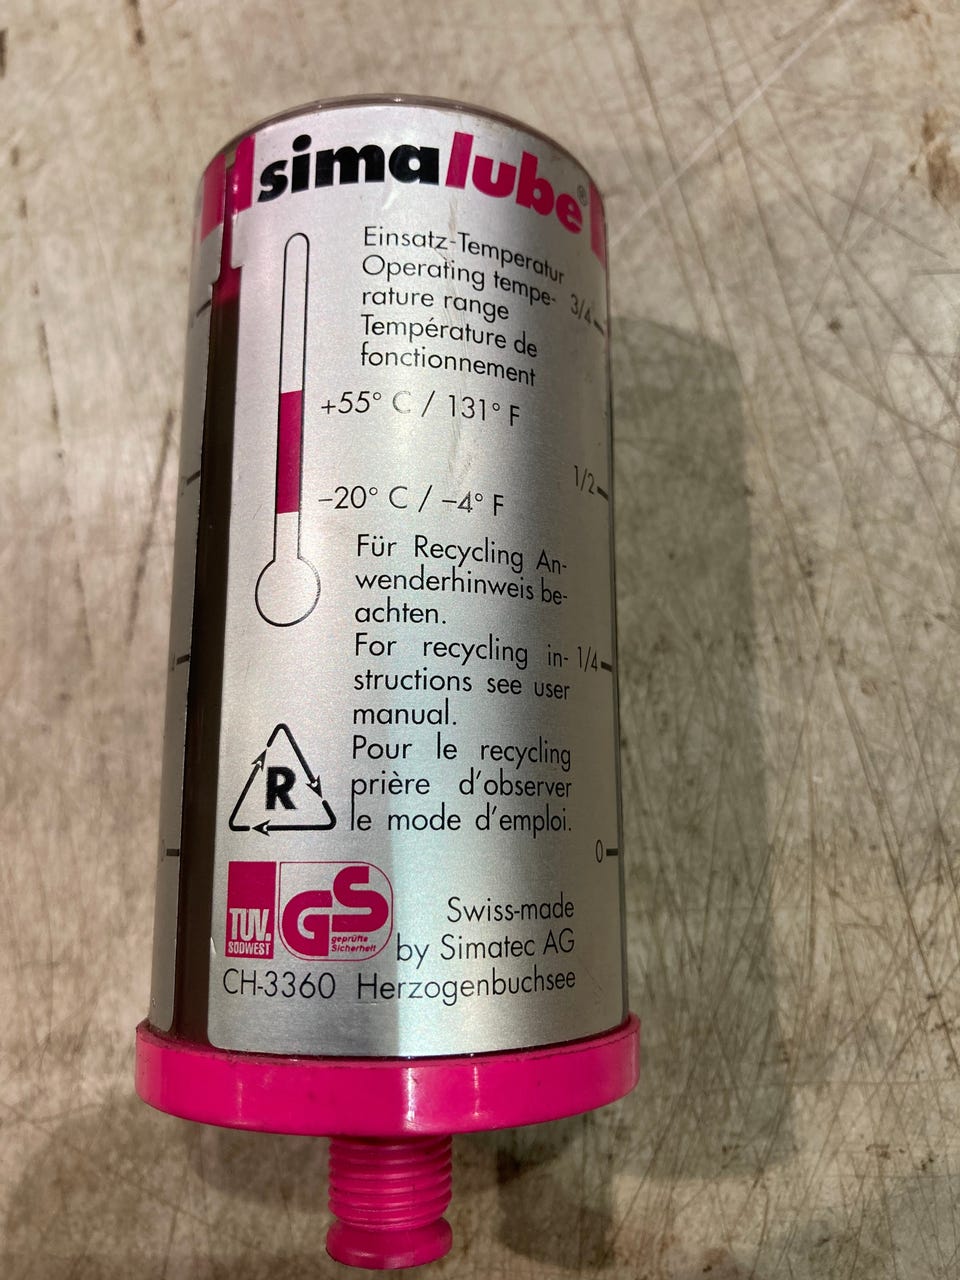 simalube®
Einsatz-Temperatur
Operating tempe-
rature range
Température de
fonctionnement
3/4
+55° C / 131° F
1/2
-20° C / -4° F
Für Recycling An-
wenderhinweis be-
achten.
For recycling in-
structions see user
manual.
1/4
Pour le recycling
prière d'observer
le mode d'emploi.
R
0
TÜV.
SÜDWEST
GS
geprüfte
Sicherheit
Swiss-made
by Simatec AG
CH-3360 Herzogenbuchsee